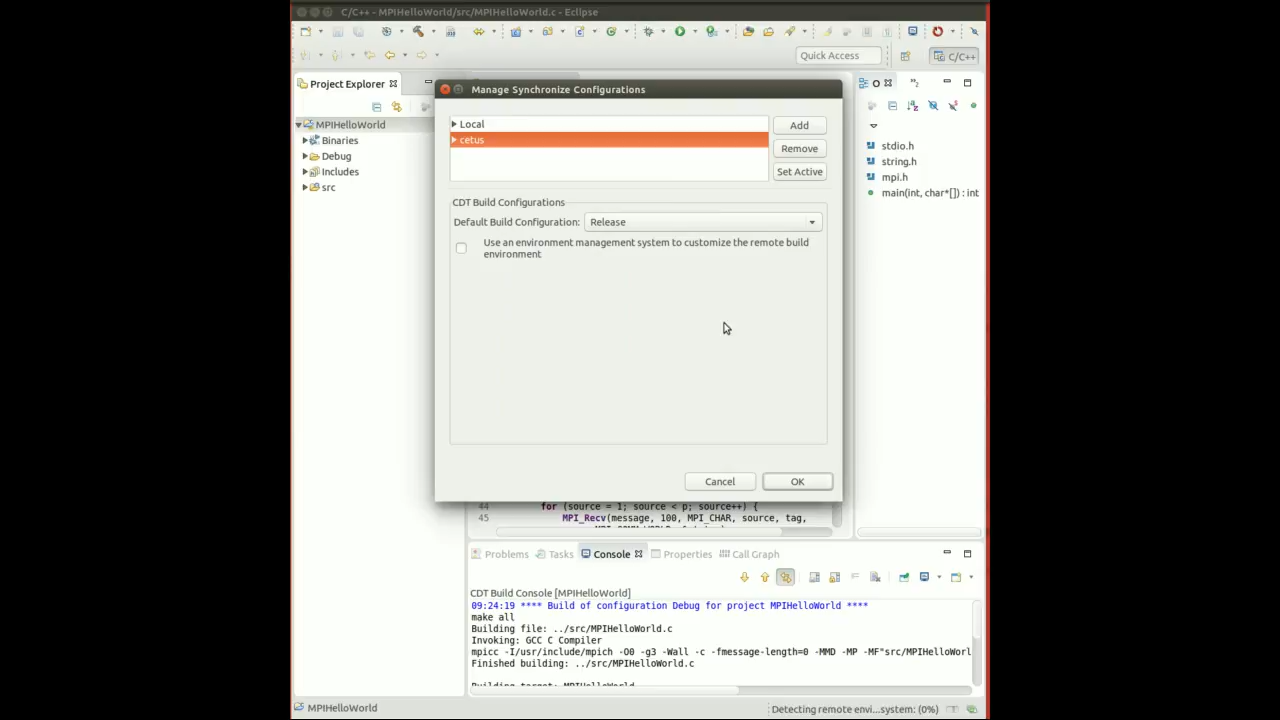 C/C++ - MPIHelloWorld/src/MPIHelloWorld.c - Eclipse
Quick Access
C/C++
Project Explorer
MPIHelloWorld
Binaries
Debug
Includes
src
Manage Synchronize Configurations
Local
cetus
Add
Remove
Set Active
CDT Build Configurations
Default Build Configuration: Release
Use an environment management system to customize the remote build
environment
Cancel OK
O
2
stdio.h
string.h
mpi.h
main(int, char*[]) : int
44 for (source = 1; source < p; source++) {
45 MPI_Recv(message, 100, MPI_CHAR, source, tag,
Problems Tasks Console Properties Call Graph
CDT Build Console [MPIHelloWorld]
09:24:19 **** Build of configuration Debug for project MPIHelloWorld ****
make all
Building file: ../src/MPIHelloWorld.c
Invoking: GCC C Compiler
mpicc -I/usr/include/mpich -O0 -g3 -Wall -c -fmessage-length=0 -MMD -MP -MF"src/MPIHelloWorl
Finished building: ../src/MPIHelloWorld.c
Building target: MPIHelloWorld
MPIHelloWorld
Detecting remote envi...system: (0%)